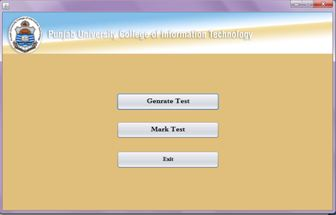 Punjab University College of Information Technology
Genrate Test
Mark Test
Exit